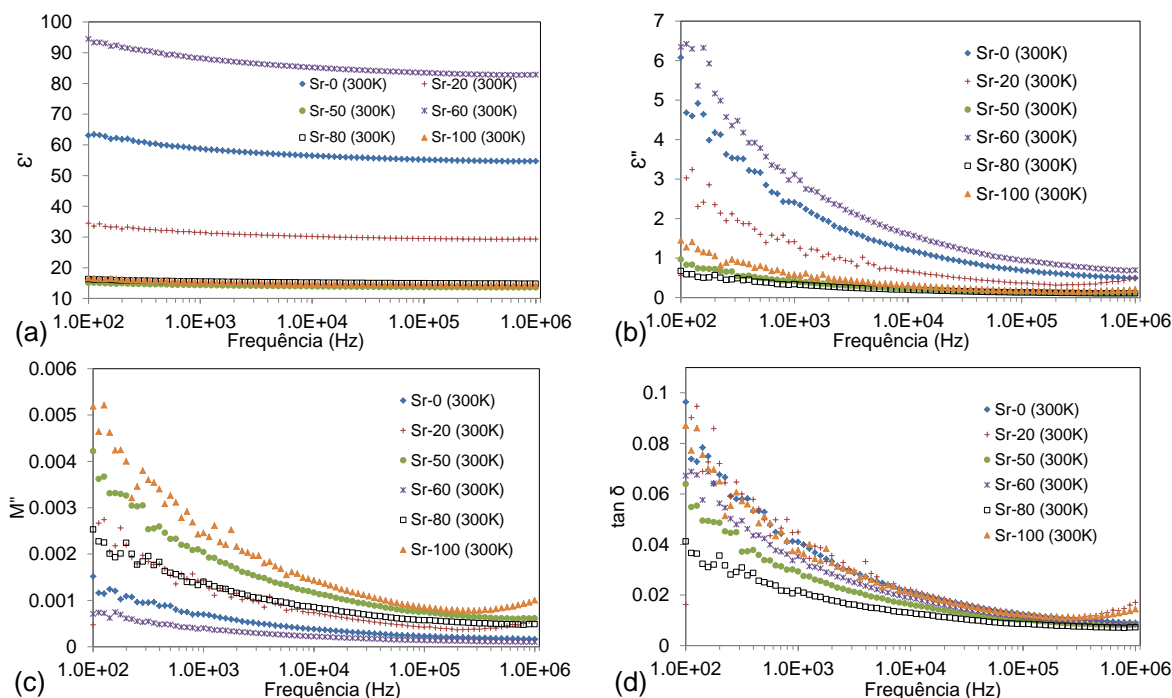 100
90
80
70
60
50
40
30
20
10
ε'
Sr-0 (300K)
Sr-20 (300K)
Sr-50 (300K)
Sr-60 (300K)
Sr-80 (300K)
Sr-100 (300K)
1.0E+02
1.0E+03
1.0E+04
1.0E+05
1.0E+06
Frequência (Hz)
(a)
7
6
5
4
3
2
1
0
ε"
Sr-0 (300K)
Sr-20 (300K)
Sr-50 (300K)
Sr-60 (300K)
Sr-80 (300K)
Sr-100 (300K)
1.0E+02
1.0E+03
1.0E+04
1.0E+05
1.0E+06
Frequência (Hz)
(b)
0.006
0.005
0.004
0.003
0.002
0.001
0
M"
Sr-0 (300K)
Sr-20 (300K)
Sr-50 (300K)
Sr-60 (300K)
Sr-80 (300K)
Sr-100 (300K)
1.0E+02
1.0E+03
1.0E+04
1.0E+05
1.0E+06
Frequência (Hz)
(c)
0.1
0.08
0.06
0.04
0.02
0
tan δ
Sr-0 (300K)
Sr-20 (300K)
Sr-50 (300K)
Sr-60 (300K)
Sr-80 (300K)
Sr-100 (300K)
1.0E+02
1.0E+03
1.0E+04
1.0E+05
1.0E+06
Frequência (Hz)
(d)